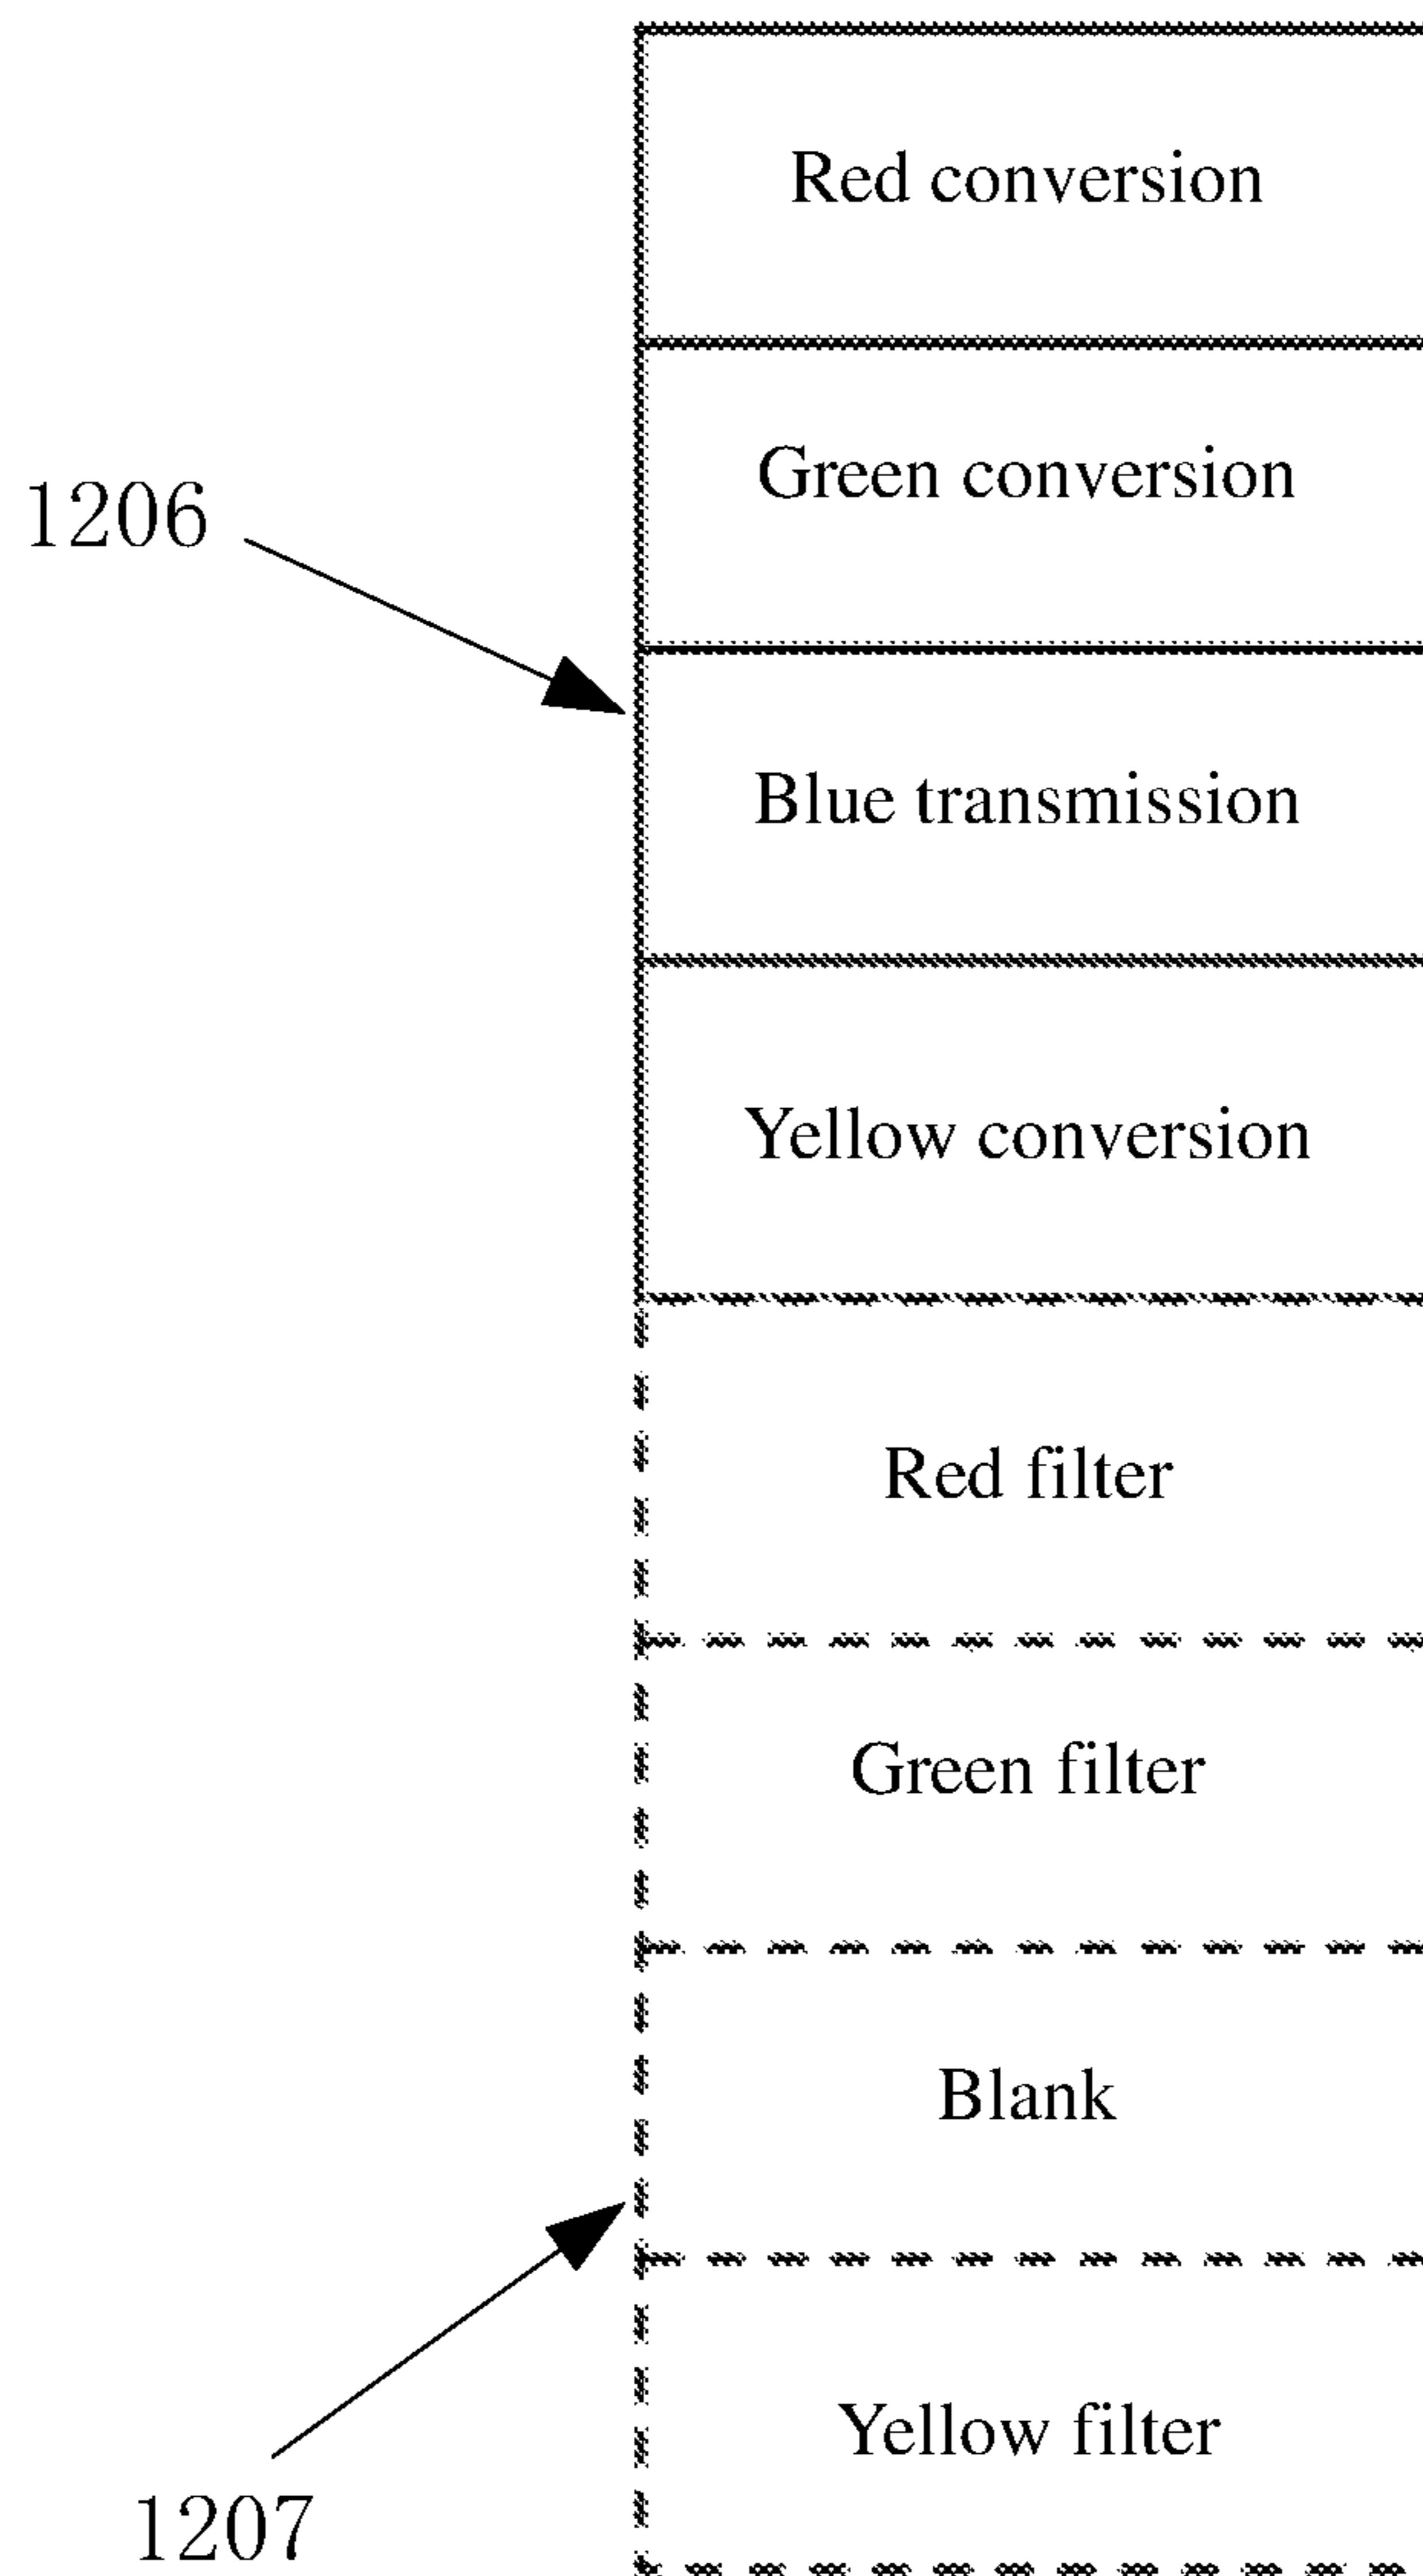 Red conversion
Green conversion
1206
Blue transmission
Yellow conversion
Red filter
Green filter
Blank
Yellow filter
1207